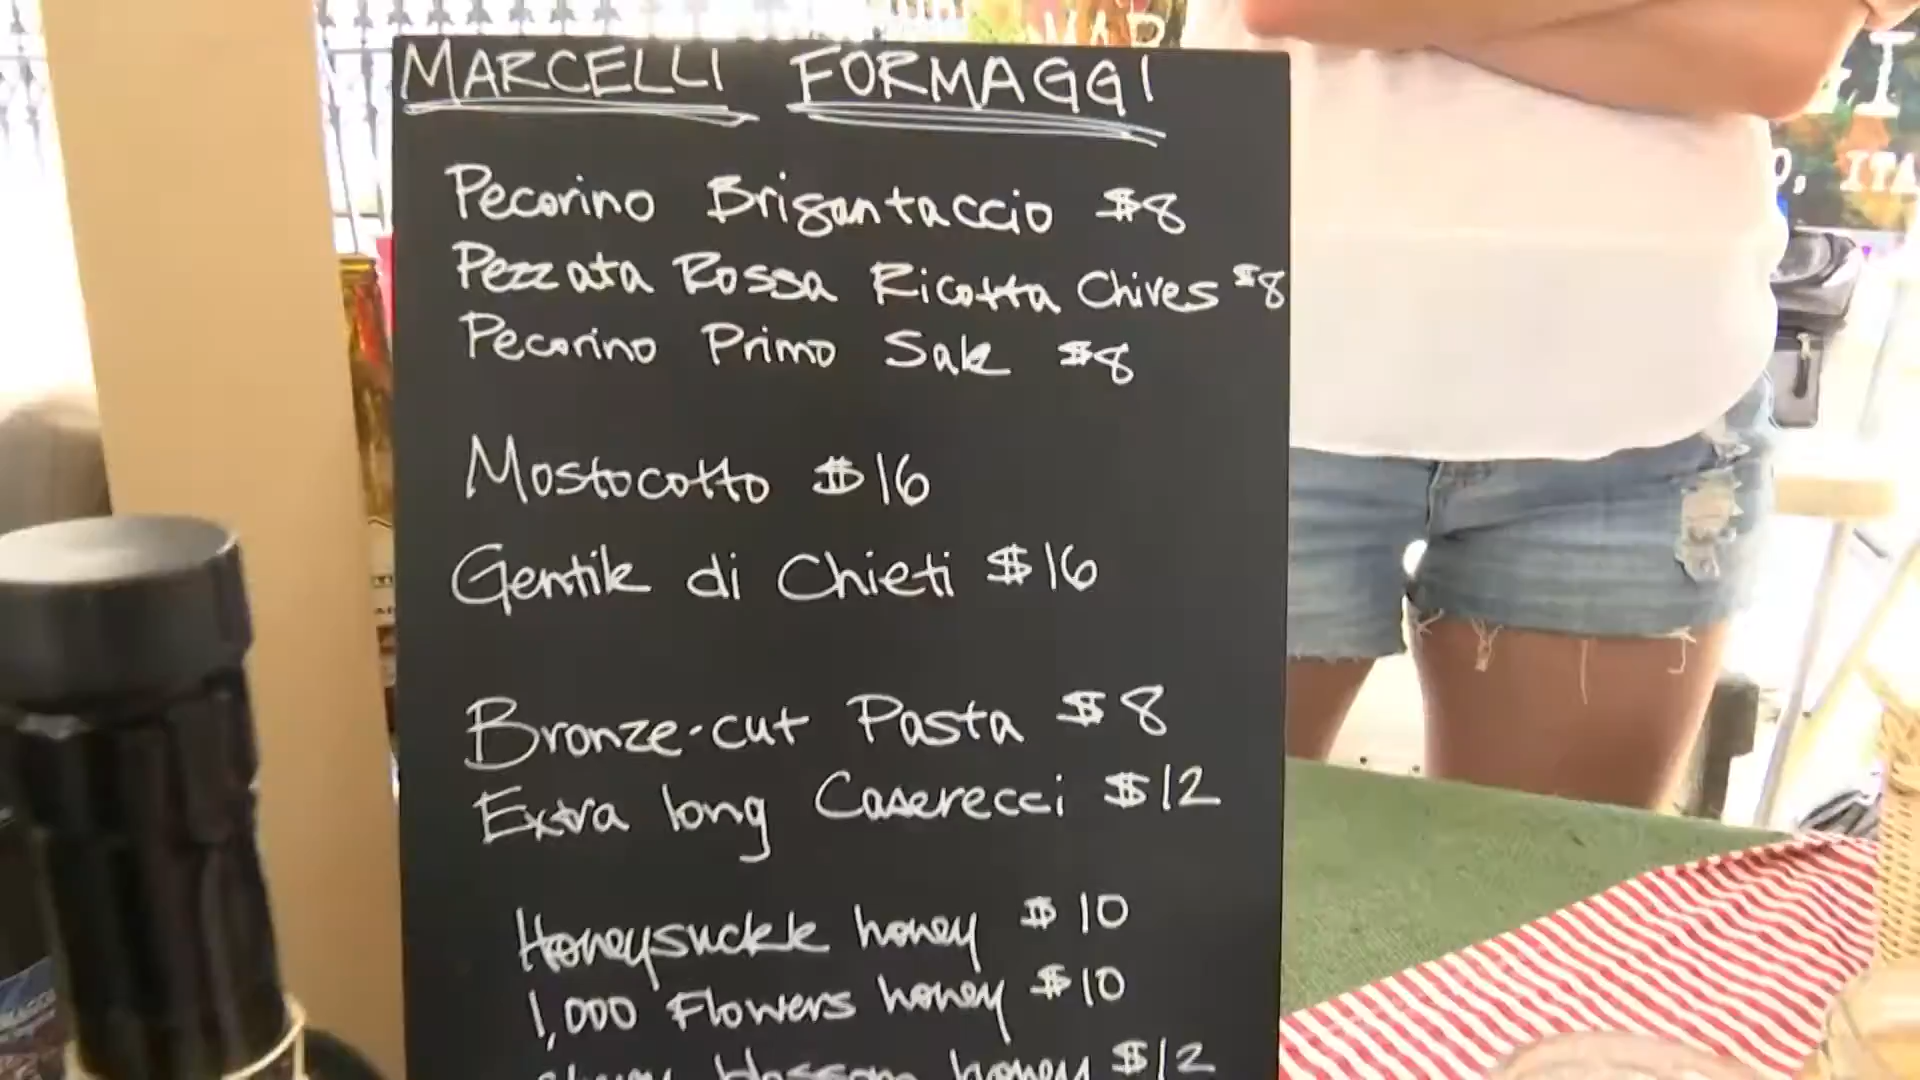 MARCELLI FORMAGGI
Pecorino Brigantaccio $8
Pezzata Rossa Ricotta Chives $8
Pecorino Primo Sale $8
Mostocotto $16
Gentile di Chieti $16
Bronze-cut Pasta $8
Extra long Caserecci $12
Honeysuckle honey $10
1,000 Flowers honey $10
blossom honey $12